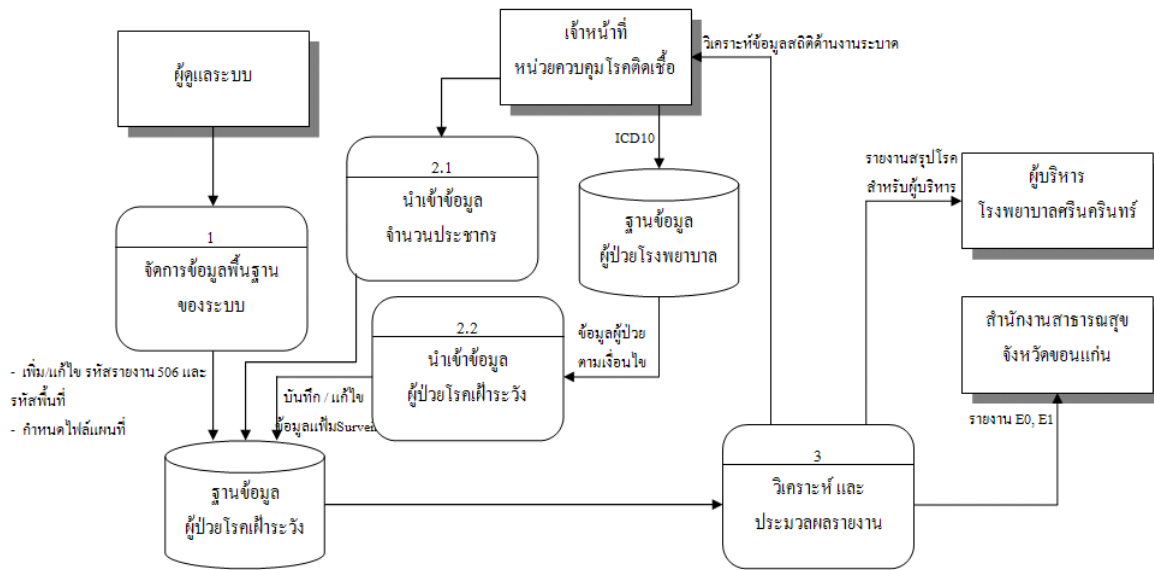 ผู้ดูแลระบบ
เจ้าหน้าที่
หน่วยควบคุมโรคติดเชื้อ
วิเคราะห์ข้อมูลสถิติด้านงานระบาด
ICD10
2.1
นำเข้าข้อมูล
จำนวนประชากร
ฐานข้อมูล
ผู้ป่วยโรงพยาบาล
รายงานสรุปโรค
สำหรับผู้บริหาร
ผู้บริหาร
โรงพยาบาลศรีนครินทร์
1
จัดการข้อมูลพื้นฐาน
ของระบบ
2.2
นำเข้าข้อมูล
ผู้ป่วยโรคเฝ้าระวัง
ข้อมูลผู้ป่วย
ตามเงื่อนไข
สำนักงานสาธารณสุข
จังหวัดขอนแก่น
- เพิ่ม/แก้ไข รหัสรายงาน 506 และ
รหัสพื้นที่
- กำหนดไฟล์แผนที่
บันทึก / แก้ไข
ข้อมูลแฟ้มSurveil
รายงาน E0, E1
ฐานข้อมูล
ผู้ป่วยโรคเฝ้าระวัง
3
วิเคราะห์ และ
ประมวลผลรายงาน